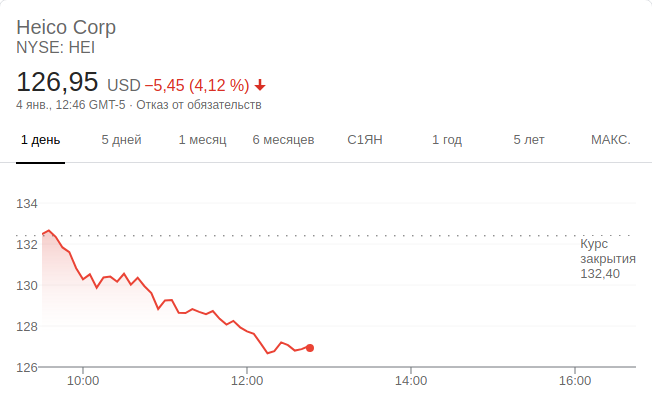 Heico Corp
NYSE: HEI
126,95 USD −5,45 (4,12 %)
4 янв., 12:46 GMT-5 · Отказ от обязательств
1 день 5 дней 1 месяц 6 месяцев С1ЯН 1 год 5 лет МАКС.
134
132
130
128
126
Курс
закрытия
132,40
10:00 12:00 14:00 16:00